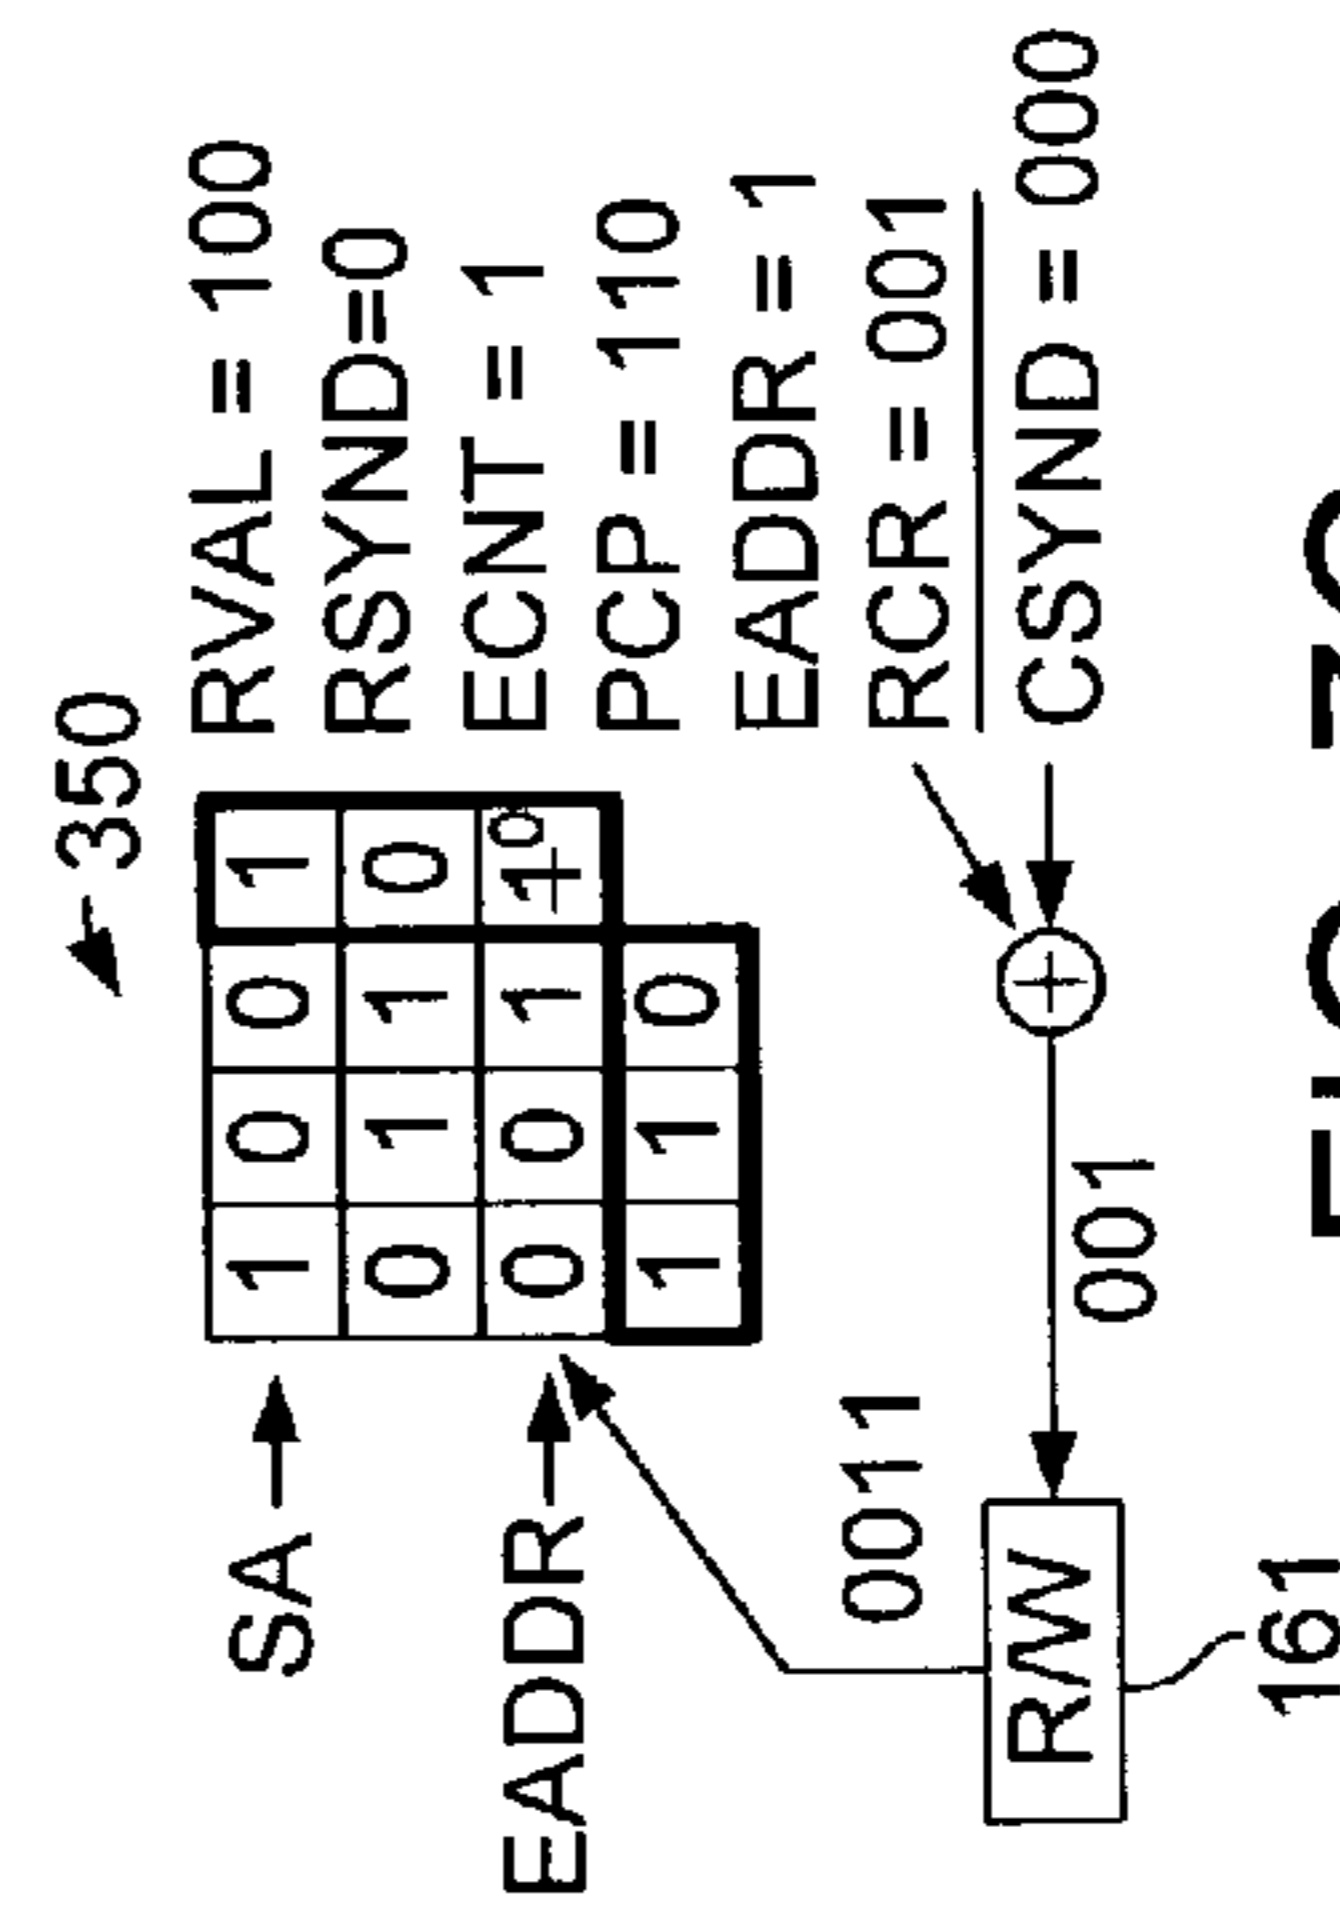 350
SA 1 0 0 1 RVAL = 100
0 1 1 0 RSYND=0
EADDR 0 0 1 1 0 ECNT = 1
1 1 0 PCP = 110
EADDR = 1
0011 RCR = 001
R/W + CSYND = 000
001
161